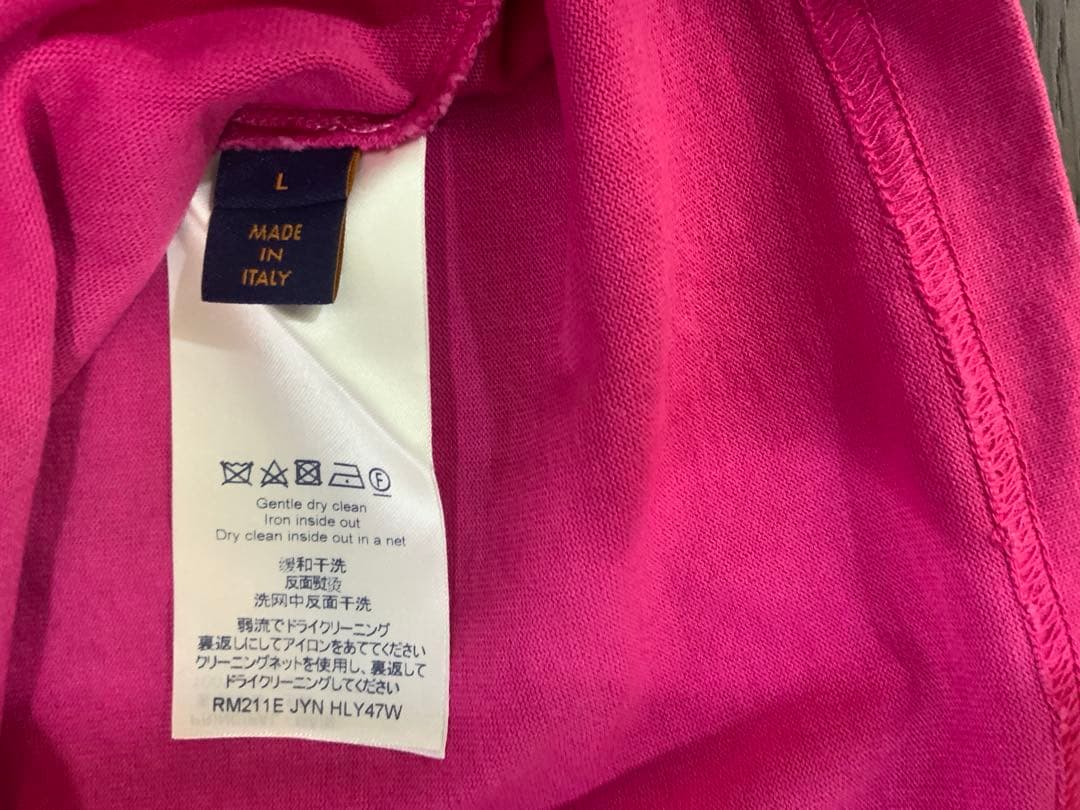 L
MADE
IN
ITALY
F
Gentle dry clean
Iron inside out
Dry clean inside out in a net
缓和干洗
反面熨烫
洗网中反面干洗
弱流でドライクリーニング
裏返しにしてアイロンをあててください
クリーニングネットを使用し、裏返して
ドライクリーニングしてください
RM211E JYN HLY47W